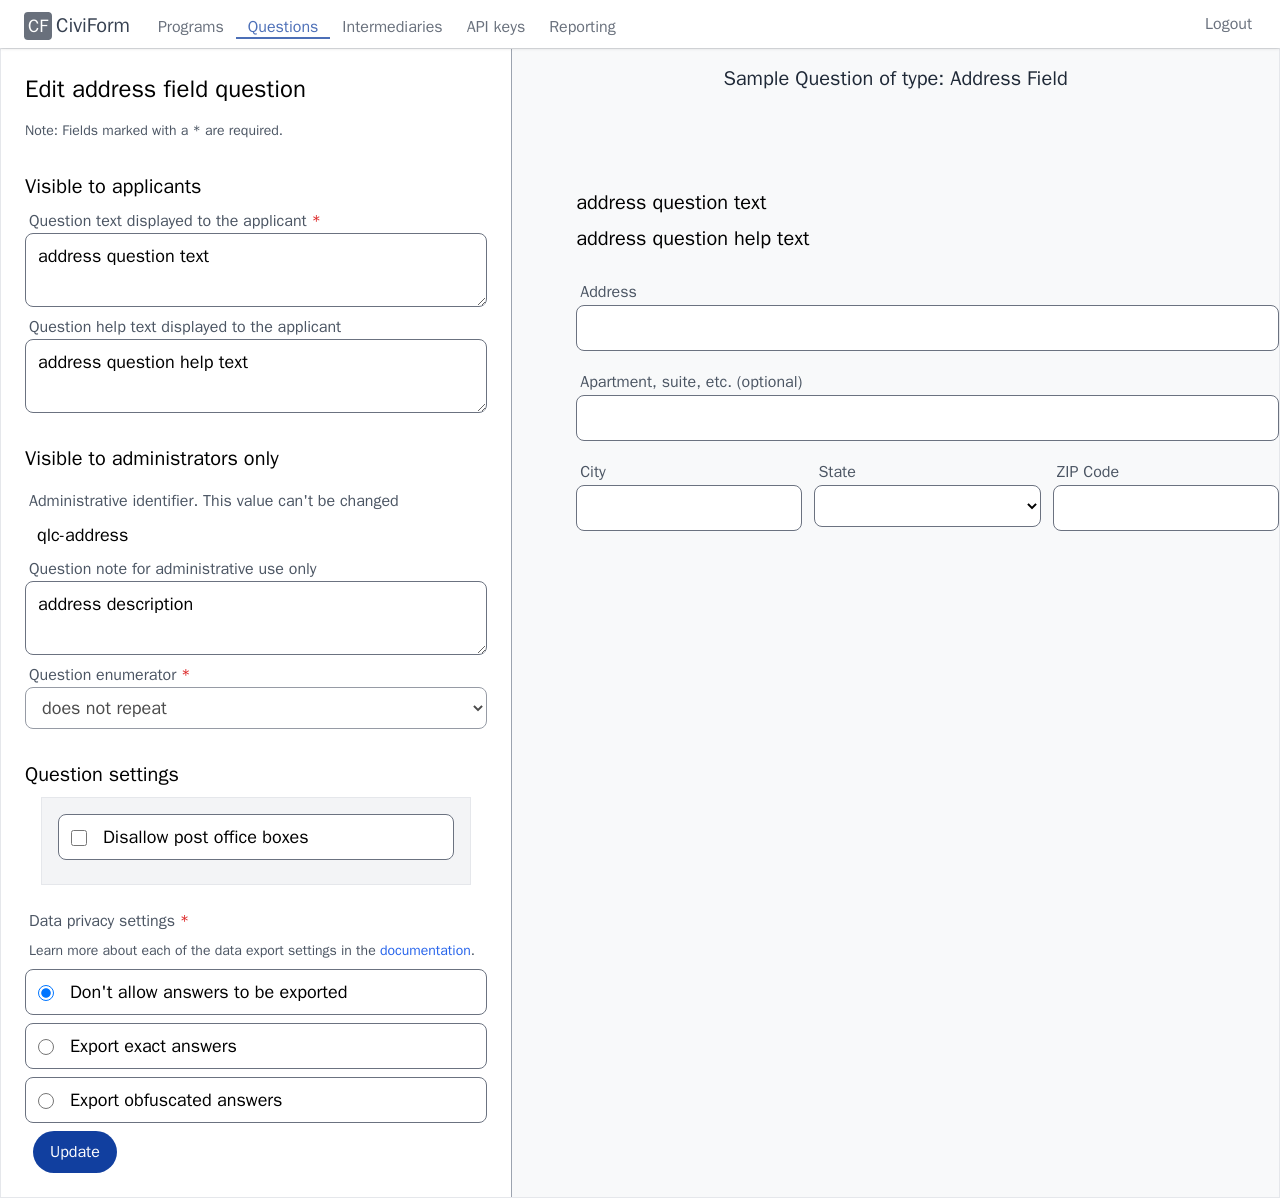 CF CiviForm Programs Questions Intermediaries API keys Reporting Logout
Edit address field question
Note: Fields marked with a * are required.
Visible to applicants
Question text displayed to the applicant *
address question text
Question help text displayed to the applicant
address question help text
Visible to administrators only
Administrative identifier. This value can't be changed
qlc-address
Question note for administrative use only
address description
Question enumerator *
does not repeat
Question settings
Disallow post office boxes
Data privacy settings *
Learn more about each of the data export settings in the documentation.
Don't allow answers to be exported
Export exact answers
Export obfuscated answers
Update
Sample Question of type: Address Field
address question text
address question help text
Address
Apartment, suite, etc. (optional)
City State ZIP Code